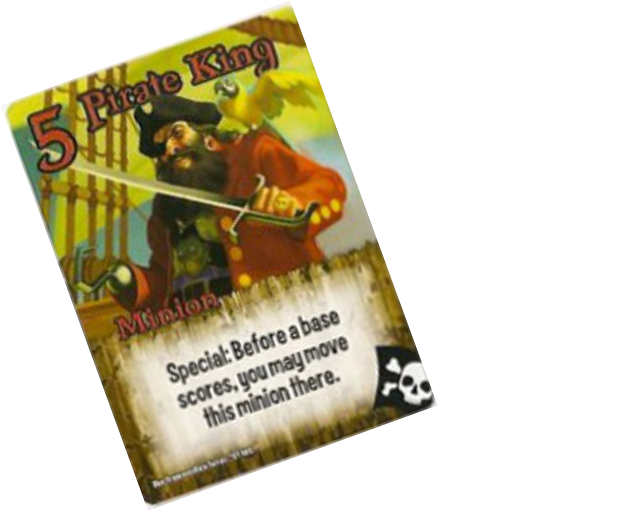 5 Pirate King
Minion
Special: Before a base
scores, you may move
this minion there.